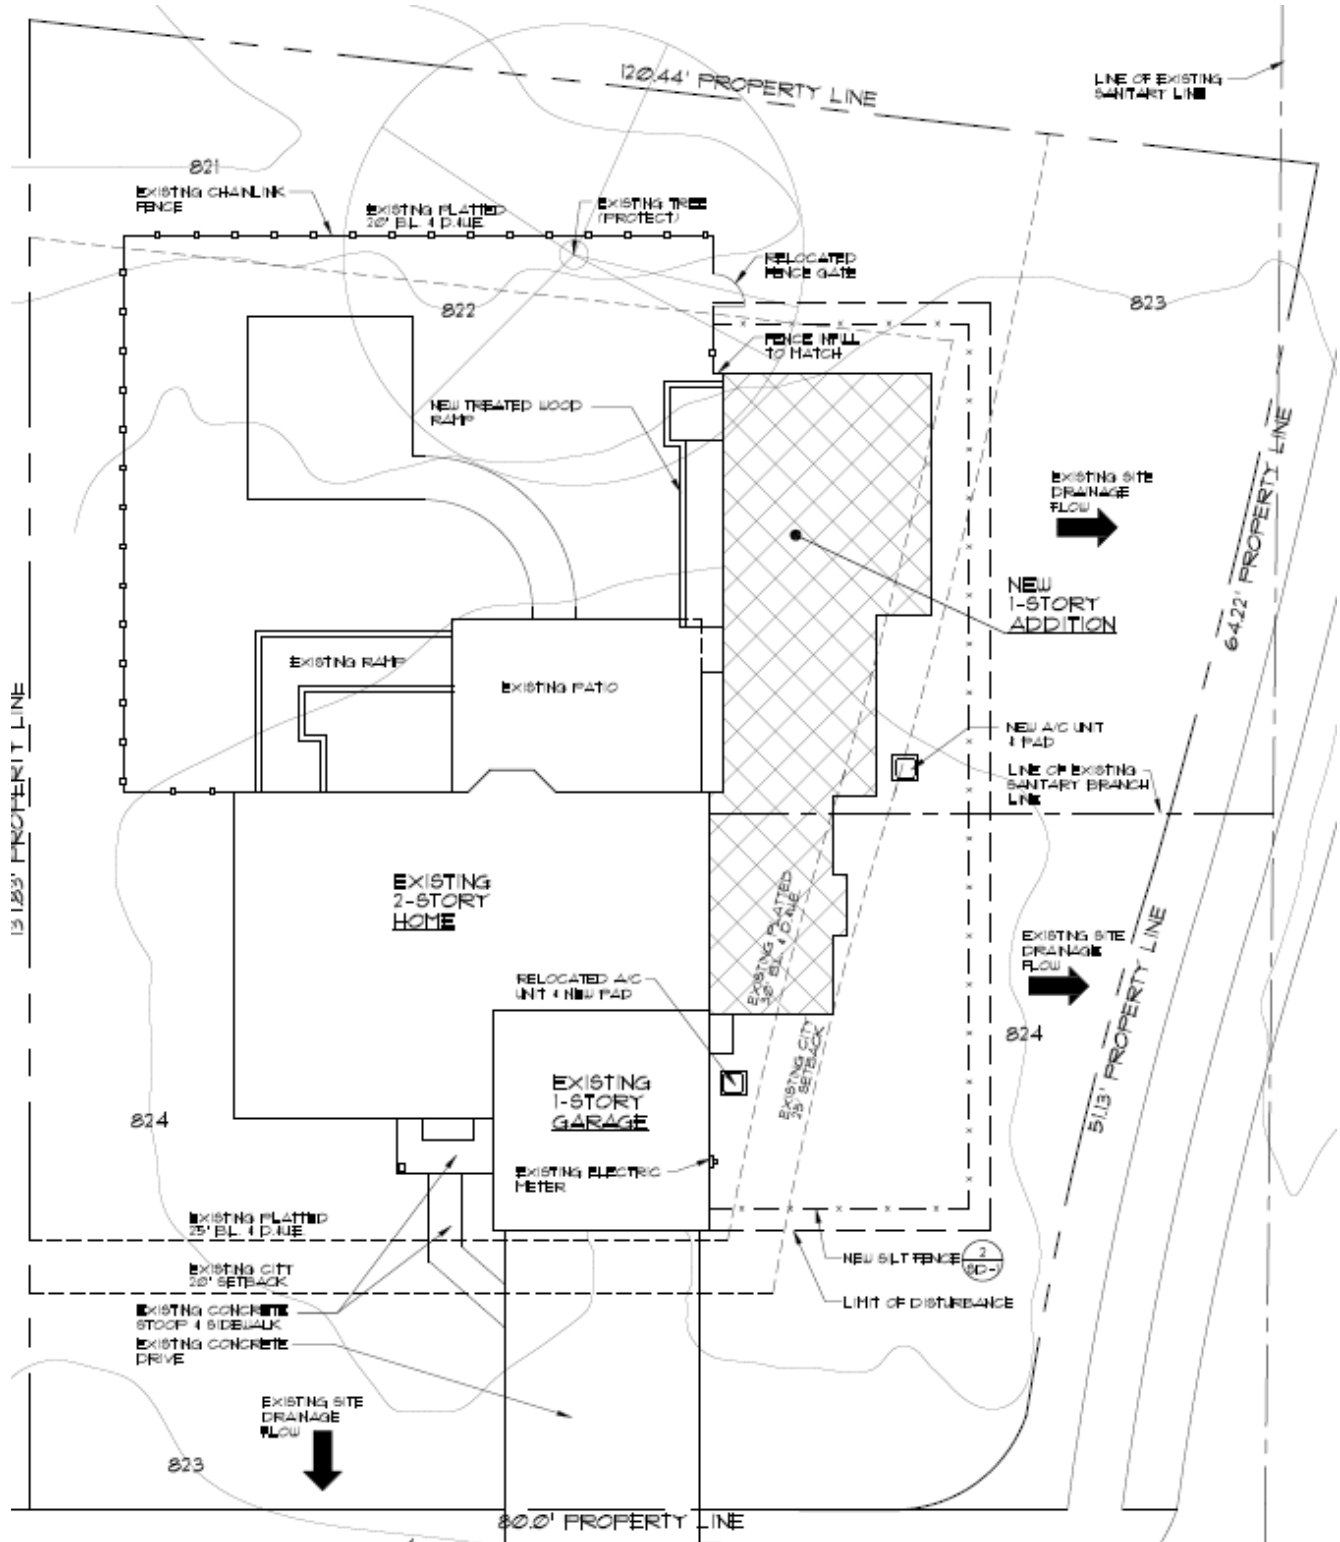 120.44' PROPERTY LINE
LINE OF EXISTING
SANITARY LINE
821
EXISTING CHAINLINK
FENCE
EXISTING PLATTED
20' B.L. & D.&U.E.
EXISTING TREE
(PROTECT)
RELOCATED
FENCE GATE
822
823
FENCE INFILL
TO MATCH
NEW TREATED WOOD
RAMP
EXISTING SITE
DRAINAGE
FLOW
NEW
1-STORY
ADDITION
64.22' PROPERTY LINE
EXISTING RAMP
EXISTING PATIO
NEW A/C UNIT
& PAD
LINE OF EXISTING
SANITARY BRANCH
LINE
131.83' PROPERTY LINE
EXISTING
2-STORY
HOME
EXISTING PLATTED
30' B.L. & D.&U.E.
EXISTING SITE
DRAINAGE
FLOW
RELOCATED A/C
UNIT & NEW PAD
EXISTING CITY
25' SETBACK
824
51.13' PROPERTY LINE
EXISTING
1-STORY
GARAGE
824
EXISTING ELECTRIC
METER
EXISTING PLATTED
25' B.L. & D.&U.E.
EXISTING CITY
20' SETBACK
NEW SILT FENCE
2
SD-1
LIMIT OF DISTURBANCE
EXISTING CONCRETE
STOOP & SIDEWALK
EXISTING CONCRETE
DRIVE
EXISTING SITE
DRAINAGE
FLOW
823
80.0' PROPERTY LINE